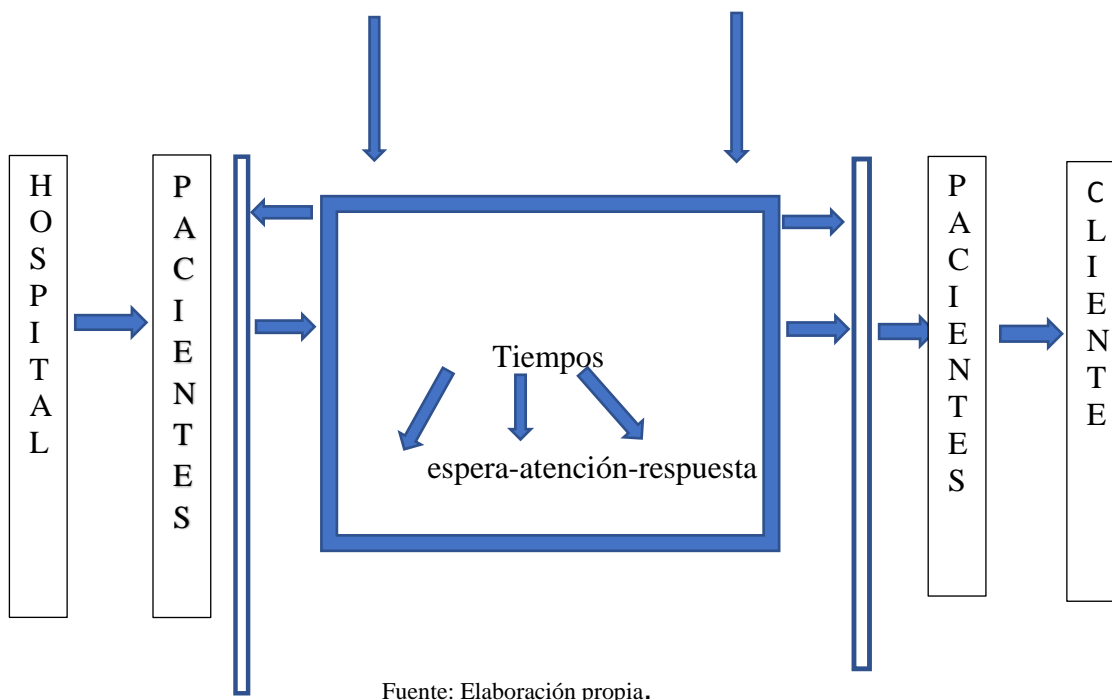 HOSPITAL
PACIENTES
Tiempos
espera-atención-respuesta
PACIENTES
CLIENTE
Fuente: Elaboración propia.